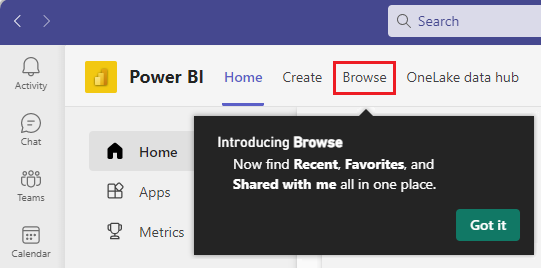 Search
Activity
Chat
Teams
Calendar
Power BI Home Create Browse OneLake data hub
Home
Apps
Metrics
Introducing Browse
Now find Recent, Favorites, and
Shared with me all in one place.
Got it